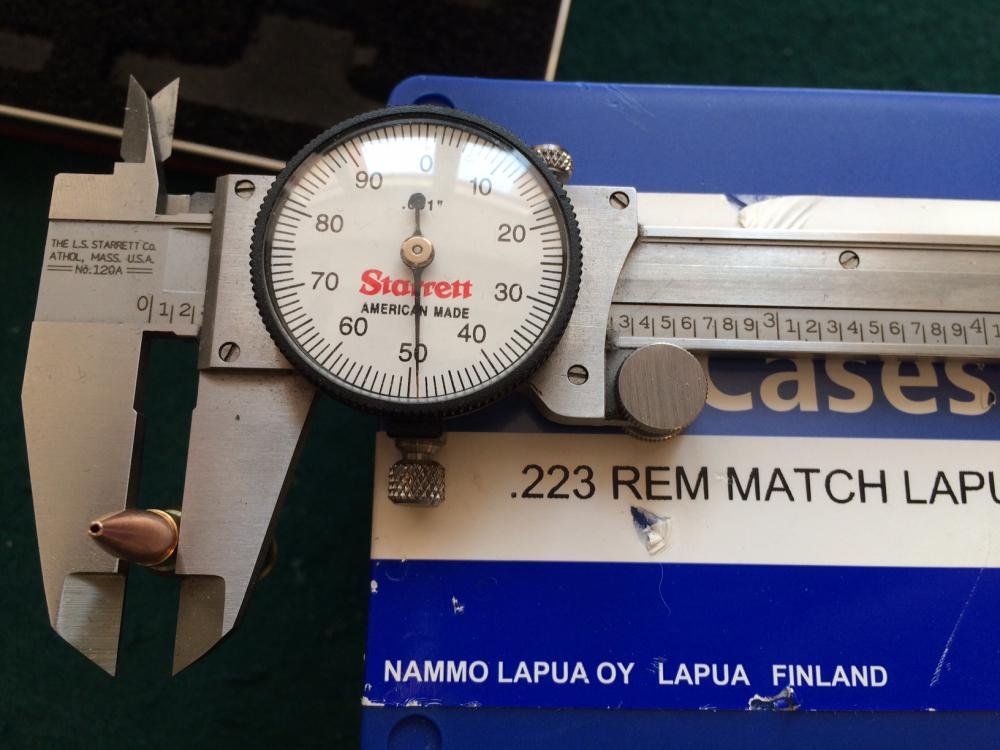 THE L.S. STARRETT Co.
ATHOL, MASS. U.S.A.
No. 120A
0 1 2
0
10
20
30
40
50
60
70
80
90
.001"
Starrett
AMERICAN MADE
3 4 5 6 7 8 9 3 1 2 3 4 5 6 7 8 9 4 1
Cases
.223 REM MATCH LAPU
NAMMO LAPUA OY LAPUA FINLAND